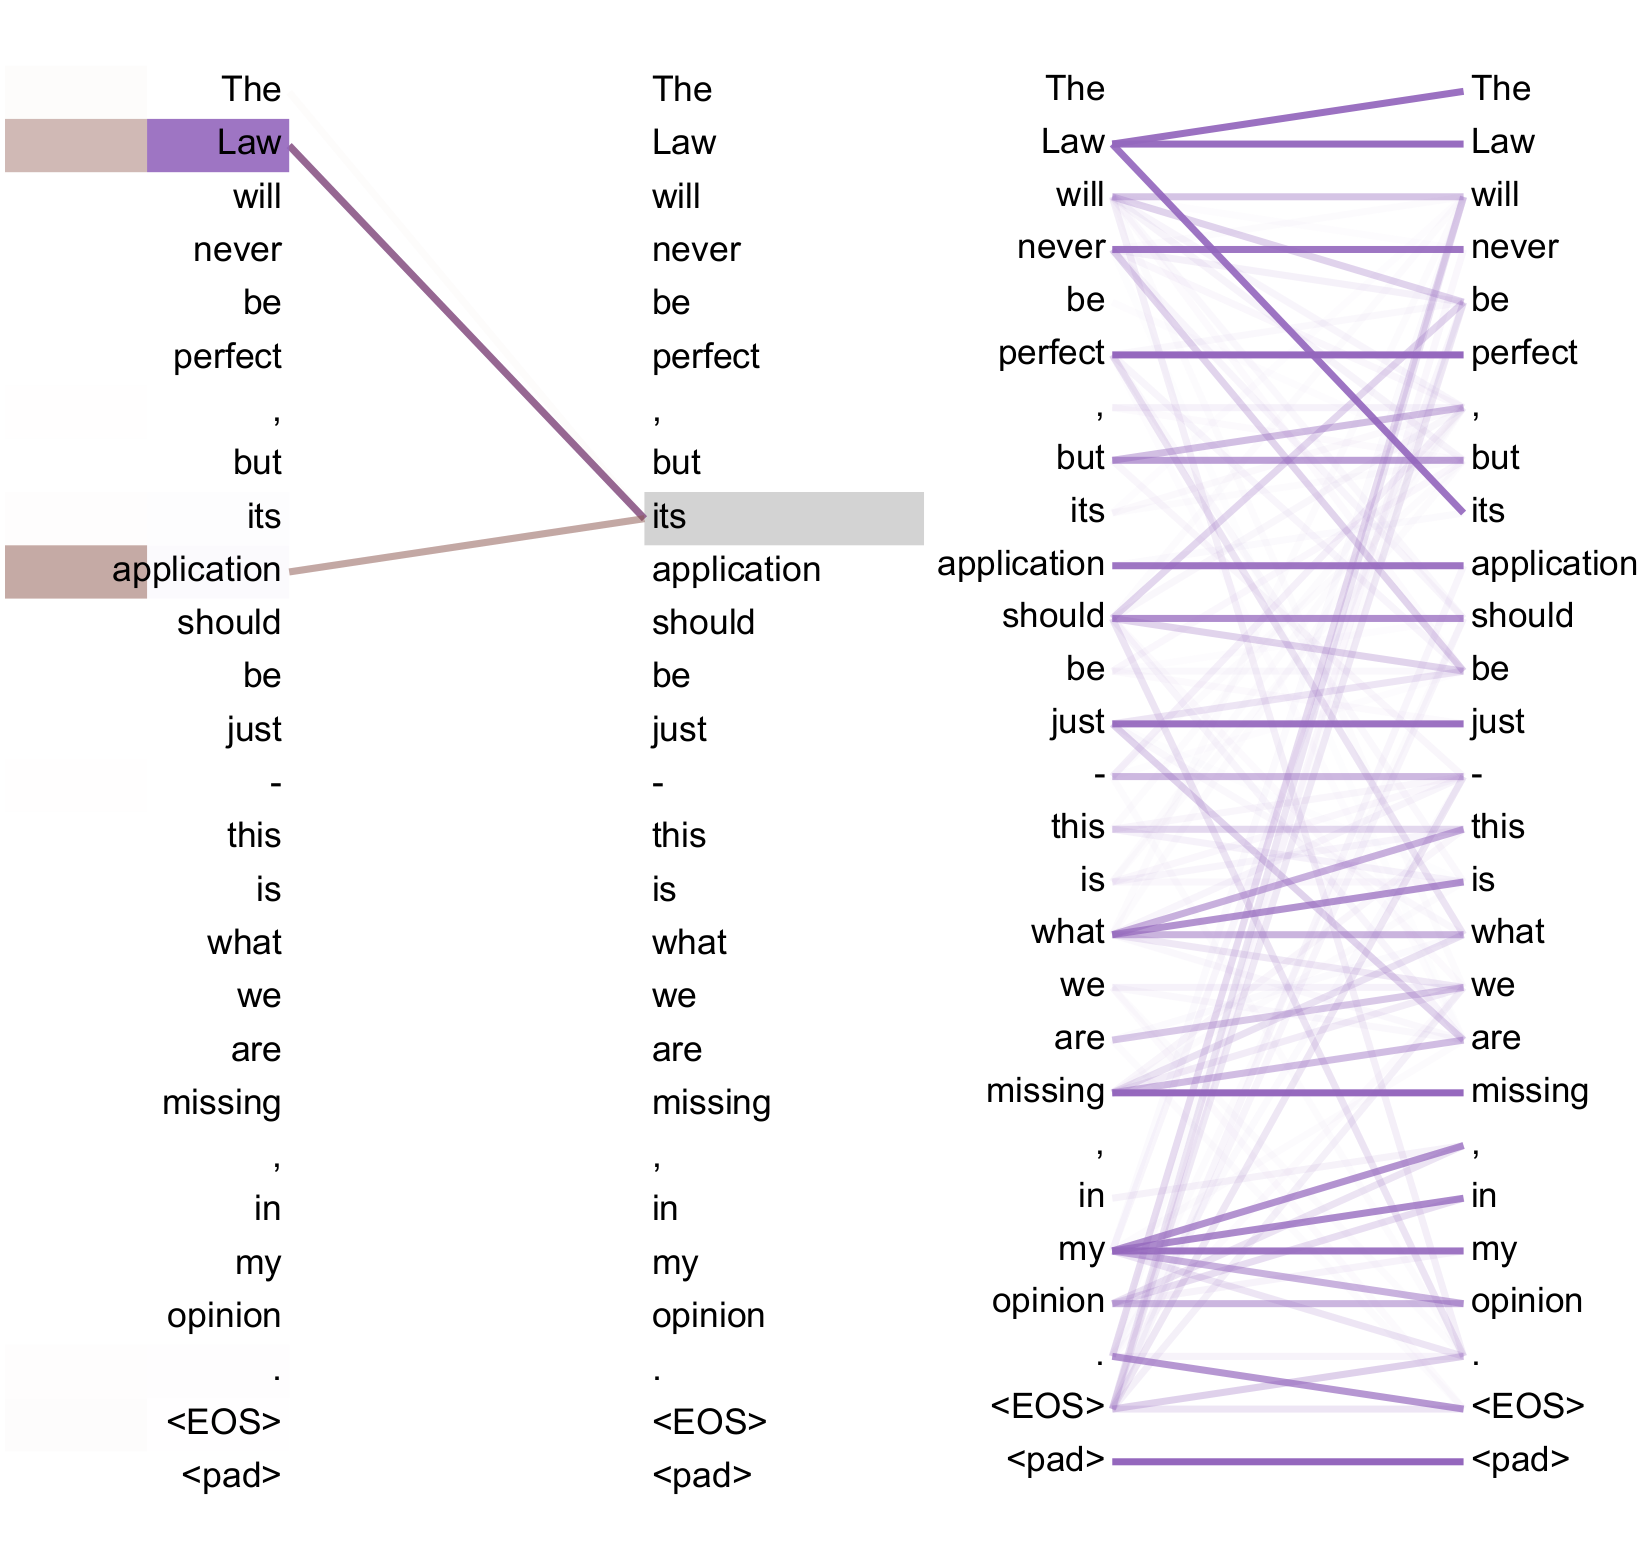 The The The The
Law Law Law Law
will will will will
never never never never
be be be be
perfect perfect perfect perfect
, , , ,
but but but but
its its its its
application application application application
should should should should
be be be be
just just just just
- - - -
this this this this
is is is is
what what what what
we we we we
are are are are
missing missing missing missing
, , , ,
in in in in
my my my my
opinion opinion opinion opinion
. . . .
<EOS> <EOS> <EOS> <EOS>
<pad> <pad> <pad> <pad>